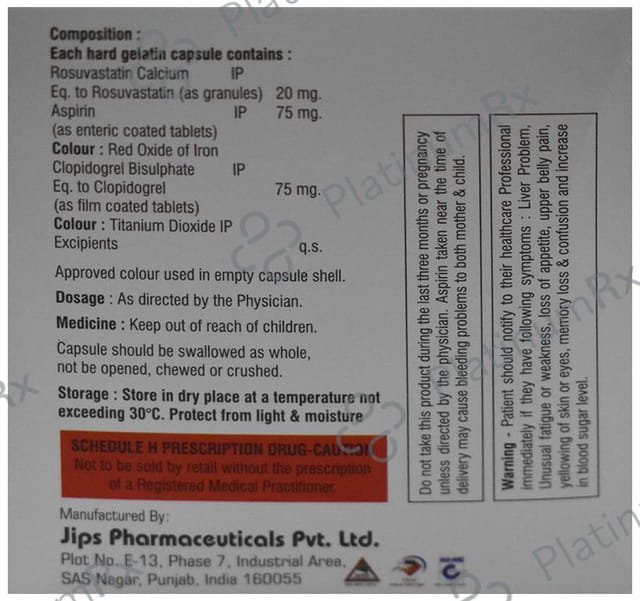 Composition :
Each hard gelatin capsule contains :
Rosuvastatin Calcium IP
Eq. to Rosuvastatin (as granules) 20 mg.
Aspirin IP 75 mg.
(as enteric coated tablets)
Colour : Red Oxide of Iron
Clopidogrel Bisulphate IP
Eq. to Clopidogrel 75 mg.
(as film coated tablets)
Colour : Titanium Dioxide IP
Excipients q.s.
Approved colour used in empty capsule shell.
Dosage : As directed by the Physician.
Medicine : Keep out of reach of children.
Capsule should be swallowed as whole,
not be opened, chewed or crushed.
Storage : Store in dry place at a temperature not
exceeding 30°C. Protect from light & moisture
SCHEDULE H PRESCRIPTION DRUG-CAUTION
Not to be sold by retail without the prescription
of a Registered Medical Practitioner.
Manufactured By:
Jips Pharmaceuticals Pvt. Ltd.
Plot No. E-13, Phase 7, Industrial Area,
SAS Nagar, Punjab, India 160055
Do not take this product during the last three months or pregnancy
unless directed by the physician. Aspirin taken near the time of
delivery may cause bleeding problems to both mother & child.
Warning - Patient should notify to their healthcare Professional
immediately if they have following symptoms : Liver Problem,
Unusual fatigue or weakness, loss of appetite, upper belly pain,
yellowing of skin or eyes, memory loss & confusion and increase
in blood sugar level.
PlatinumRx
PlatinumRx
PlatinumRx
Rx
Platinu